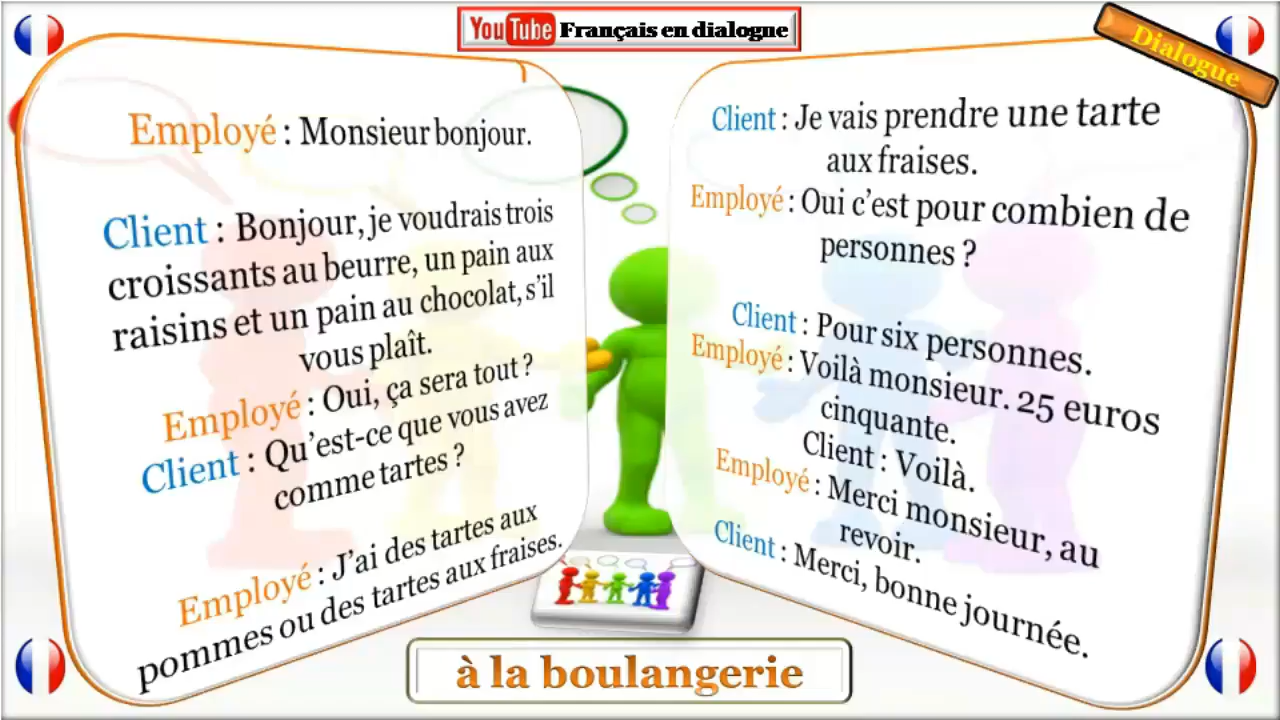 YouTube Français en dialogue
Dialogue
Employé : Monsieur bonjour.
Client : Bonjour, je voudrais trois
croissants au beurre, un pain aux
raisins et un pain au chocolat, s’il
vous plaît.
Employé : Oui, ça sera tout ?
Client : Qu’est-ce que vous avez
comme tartes ?
Employé : J’ai des tartes aux
pommes ou des tartes aux fraises.
Client : Je vais prendre une tarte
aux fraises.
Employé : Oui c’est pour combien de
personnes ?
Client : Pour six personnes.
Employé : Voilà monsieur. 25 euros
cinquante.
Client : Voilà.
Employé : Merci monsieur, au
revoir.
Client : Merci, bonne journée.
à la boulangerie